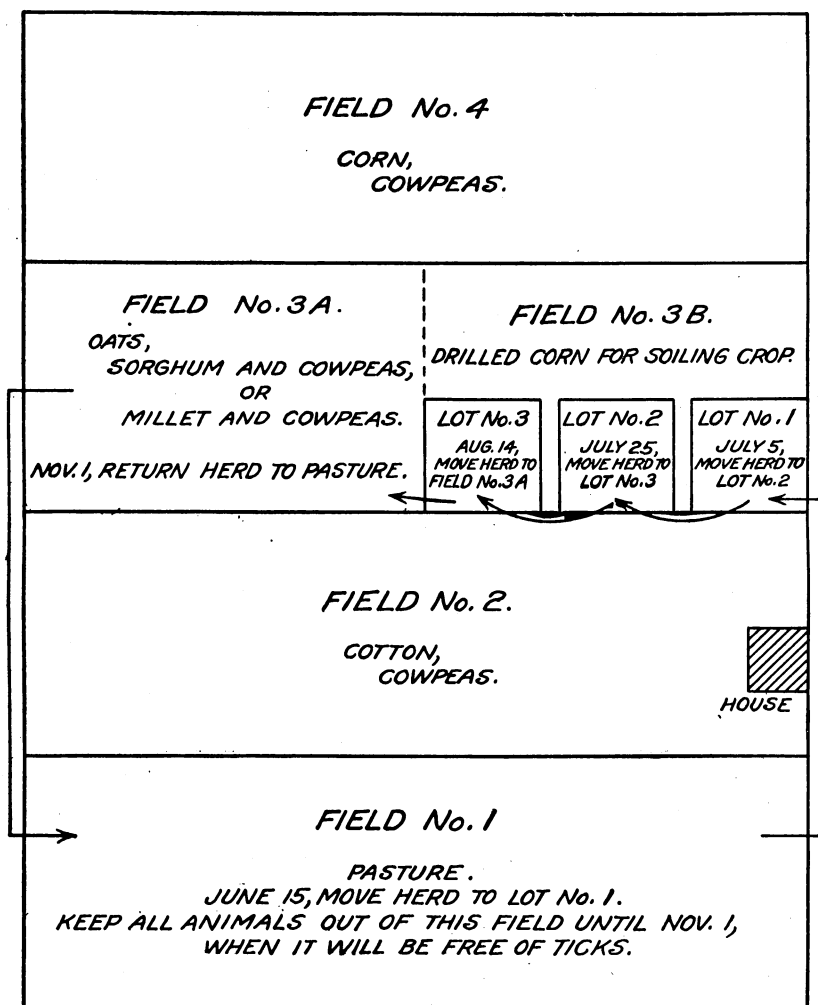 FIELD No. 4
CORN,
COWPEAS.
FIELD No. 3A.
OATS,
SORGHUM AND COWPEAS,
OR
MILLET AND COWPEAS.
NOV. 1, RETURN HERD TO PASTURE.
FIELD No. 3B.
DRILLED CORN FOR SOILING CROP.
LOT No. 3
AUG. 14,
MOVE HERD TO
FIELD No. 3A
LOT No. 2
JULY 25,
MOVE HERD TO
LOT No. 3
LOT No. 1
JULY 5,
MOVE HERD TO
LOT No. 2
FIELD No. 2.
COTTON,
COWPEAS.
HOUSE
FIELD No. 1
PASTURE.
JUNE 15, MOVE HERD TO LOT No. 1.
KEEP ALL ANIMALS OUT OF THIS FIELD UNTIL NOV. 1,
WHEN IT WILL BE FREE OF TICKS.